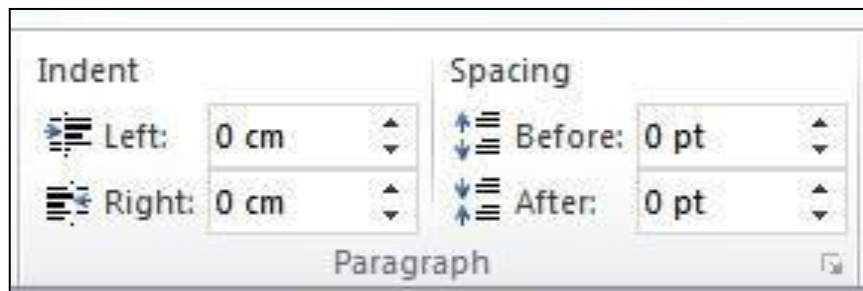 Indent Spacing
Left: 0 cm Before: 0 pt
Right: 0 cm After: 0 pt
Paragraph